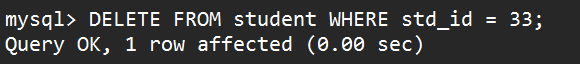 mysql> DELETE FROM student WHERE std_id = 33;
Query OK, 1 row affected (0.00 sec)